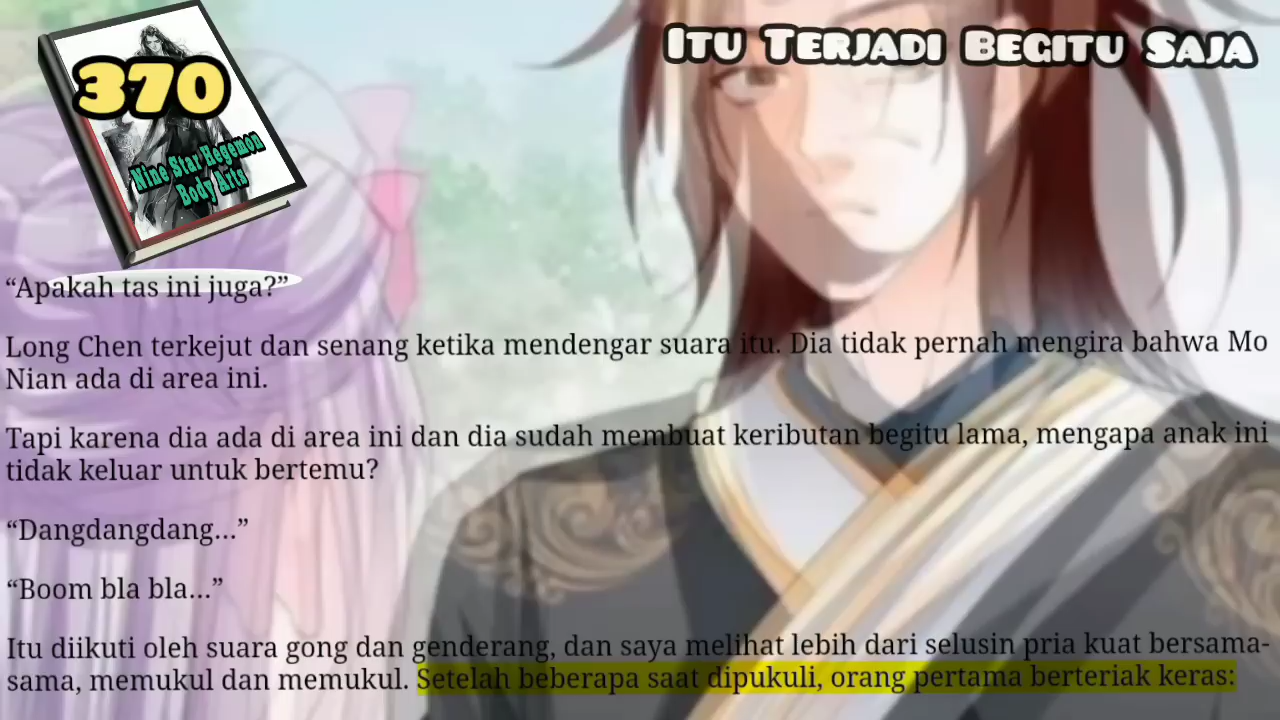 Itu Terjadi Begitu Saja
370
Nine Star Hegemon
Body Arts
“Apakah tas ini juga?”
Long Chen terkejut dan senang ketika mendengar suara itu. Dia tidak pernah mengira bahwa Mo
Nian ada di area ini.
Tapi karena dia ada di area ini dan dia sudah membuat keributan begitu lama, mengapa anak ini
tidak keluar untuk bertemu?
“Dangdangdang...”
“Boom bla bla...”
Itu diikuti oleh suara gong dan genderang, dan saya melihat lebih dari selusin pria kuat bersama-
sama, memukul dan memukul. Setelah beberapa saat dipukuli, orang pertama berteriak keras: